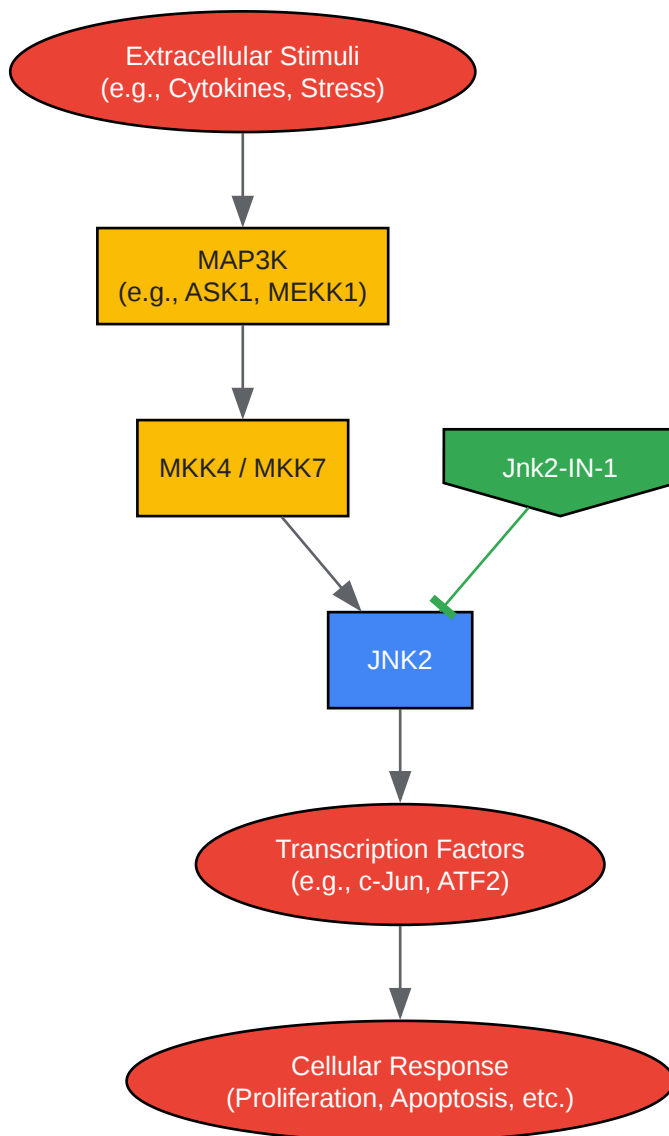 Extracellular Stimuli
(e.g., Cytokines, Stress)
MAP3K
(e.g., ASK1, MEKK1)
MKK4 / MKK7
Jnk2-IN-1
JNK2
Transcription Factors
(e.g., c-Jun, ATF2)
Cellular Response
(Proliferation, Apoptosis, etc.)